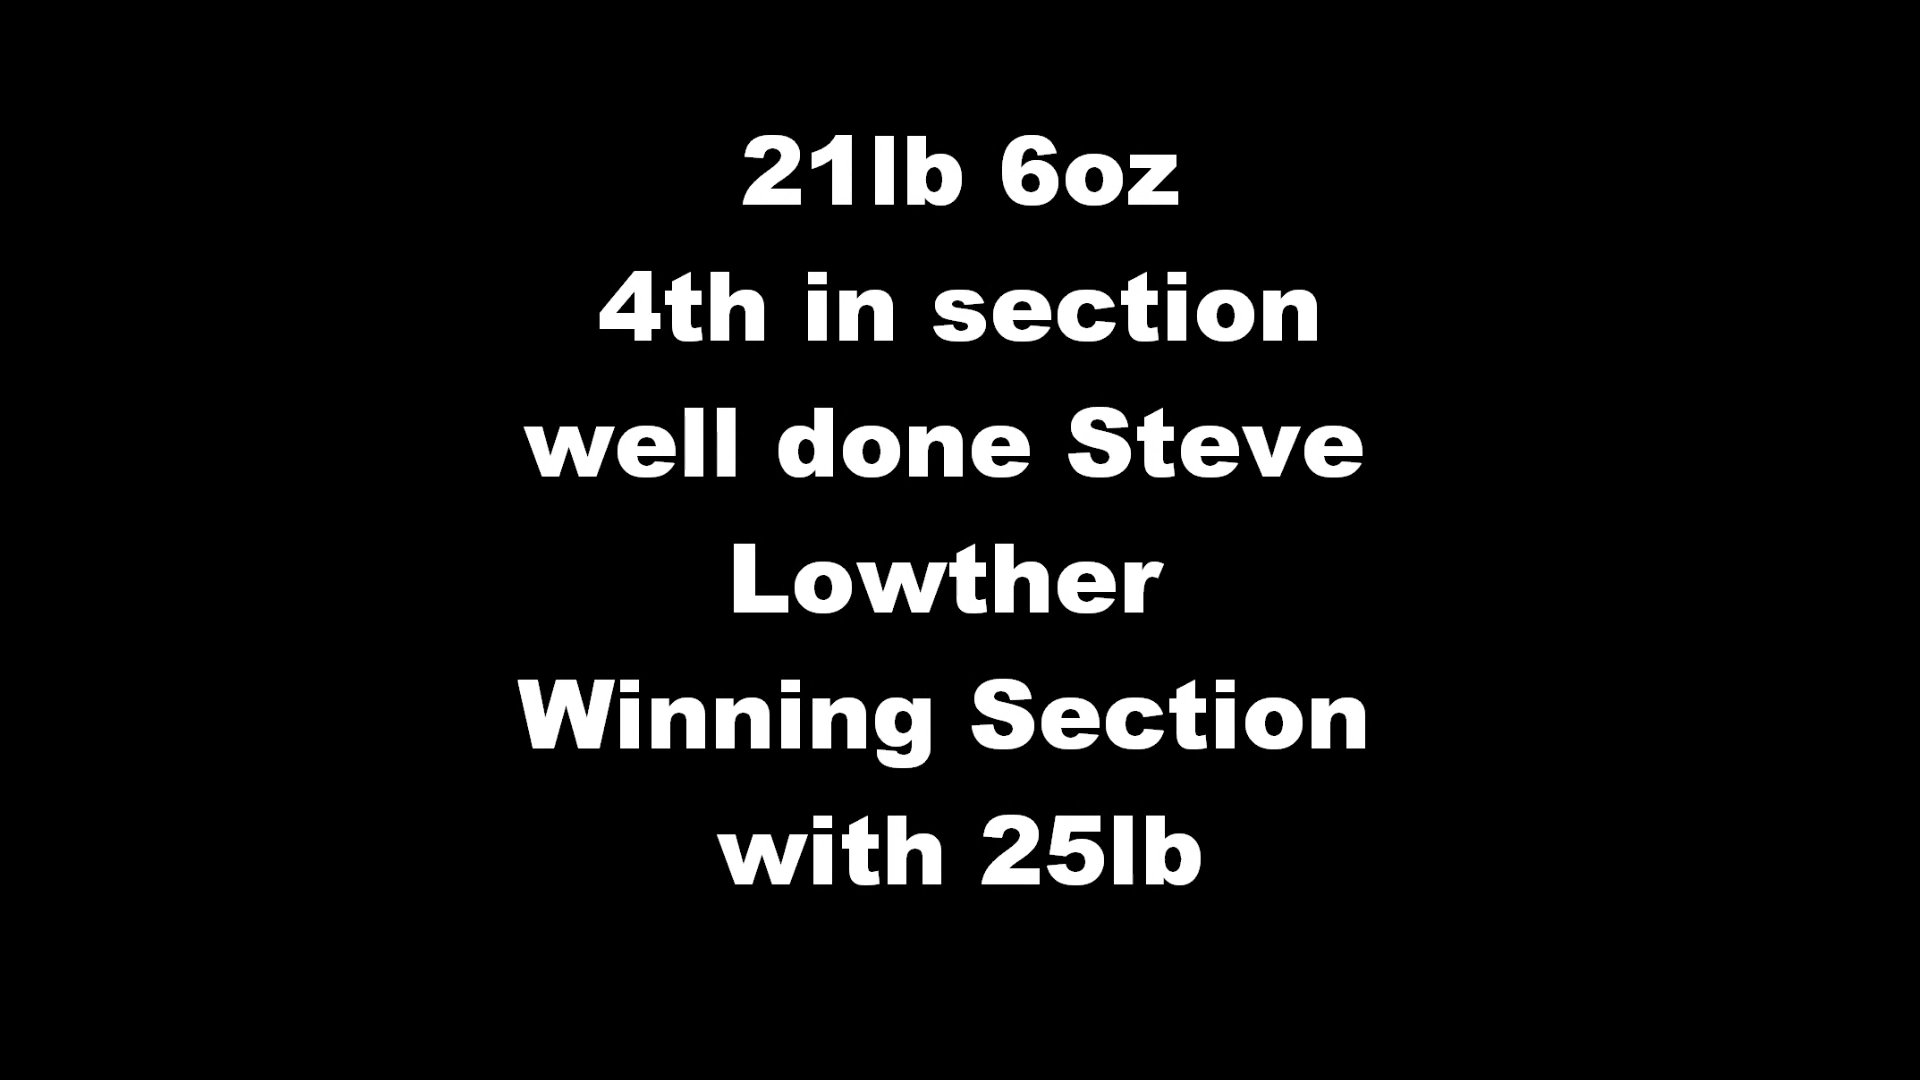 21lb 6oz
4th in section
well done Steve
Lowther
Winning Section
with 25lb